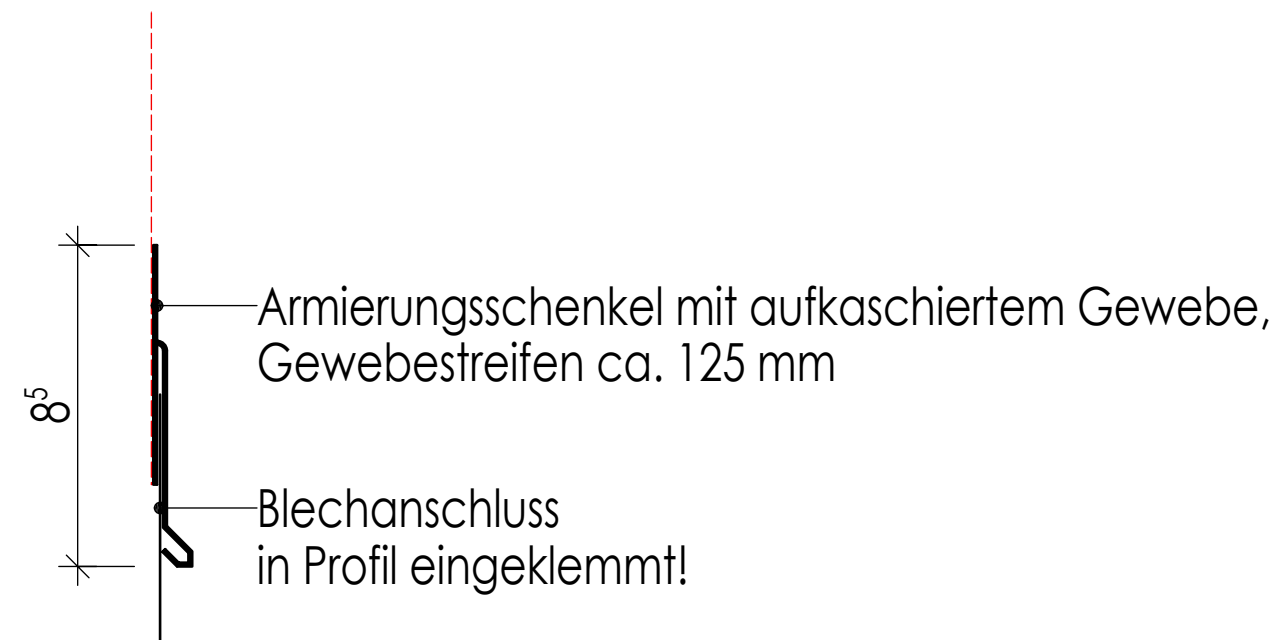 Armierungsschenkel mit aufkaschiertem Gewebe,
Gewebestreifen ca. 125 mm
8⁵
Blechanschluss
in Profil eingeklemmt!